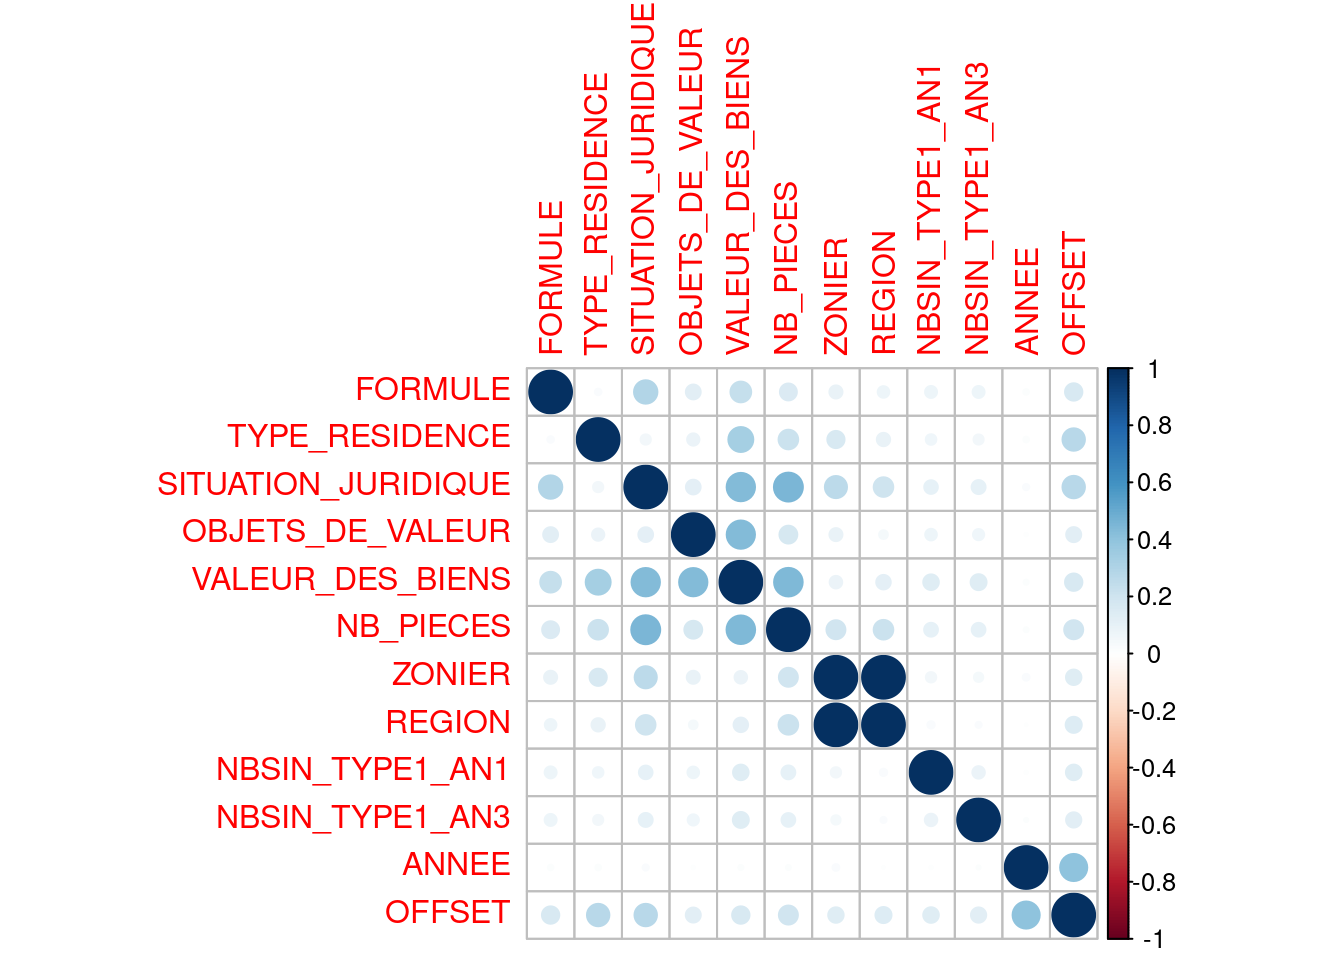 FORMULE
TYPE_RESIDENCE
SITUATION_JURIDIQUE
OBJETS_DE_VALEUR
VALEUR_DES_BIENS
NB_PIECES
ZONIER
REGION
NBSIN_TYPE1_AN1
NBSIN_TYPE1_AN3
ANNEE
OFFSET
FORMULE
TYPE_RESIDENCE
SITUATION_JURIDIQUE
OBJETS_DE_VALEUR
VALEUR_DES_BIENS
NB_PIECES
ZONIER
REGION
NBSIN_TYPE1_AN1
NBSIN_TYPE1_AN3
ANNEE
OFFSET
1
0.8
0.6
0.4
0.2
0
-0.2
-0.4
-0.6
-0.8
-1